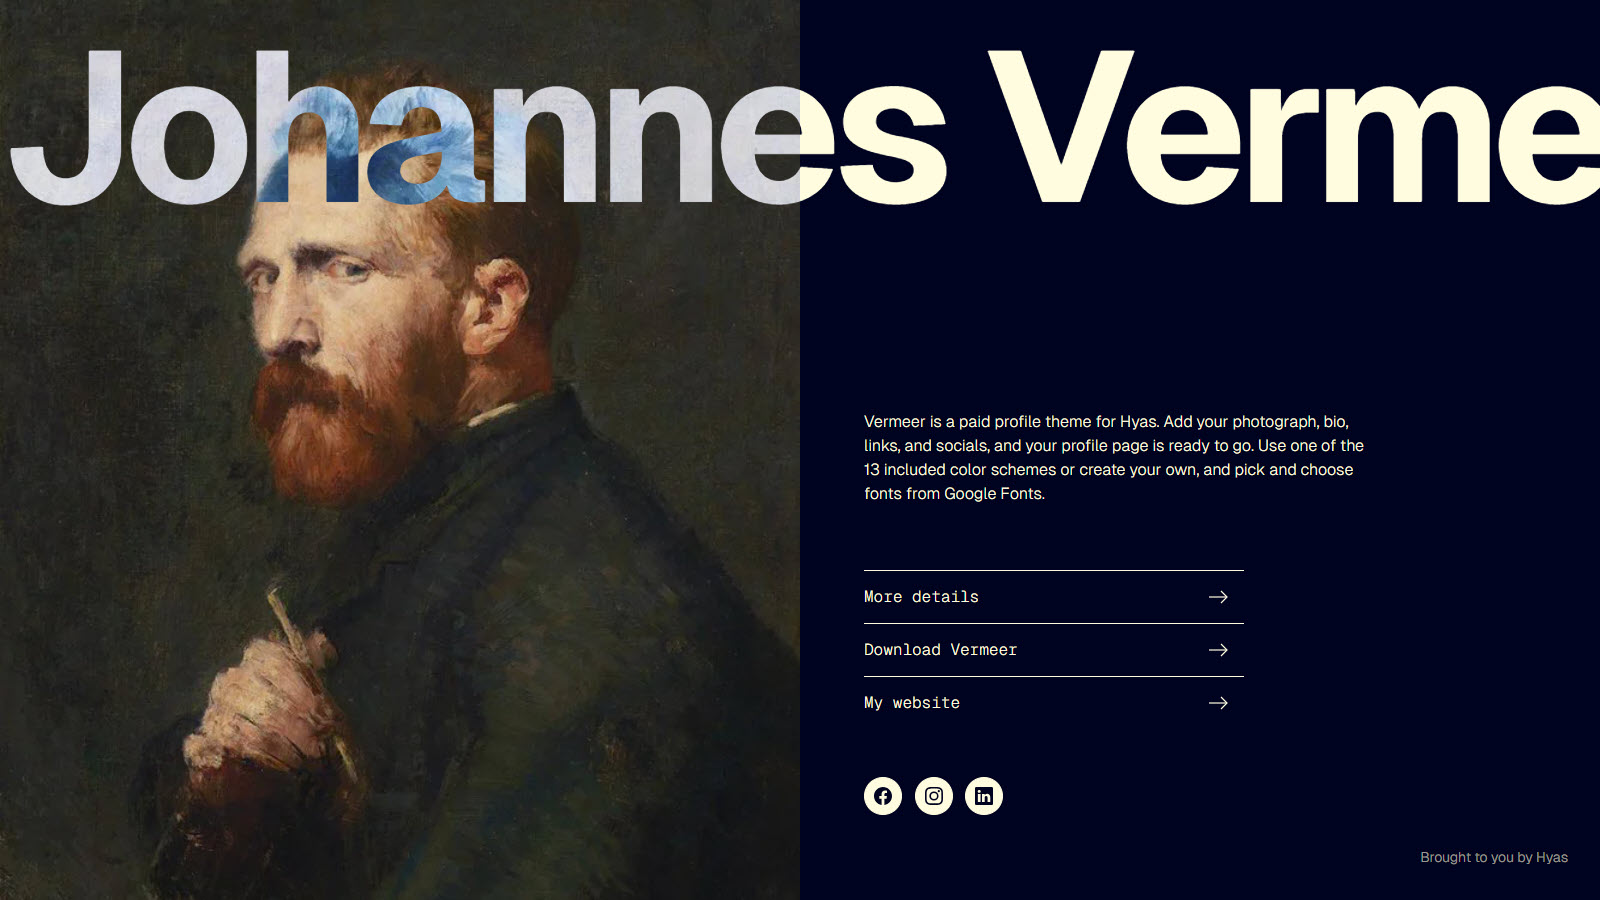 Johannes Verme
Vermeer is a paid profile theme for Hyas. Add your photograph, bio,
links, and socials, and your profile page is ready to go. Use one of the
13 included color schemes or create your own, and pick and choose
fonts from Google Fonts.
More details
Download Vermeer
My website
in
Brought to you by Hyas